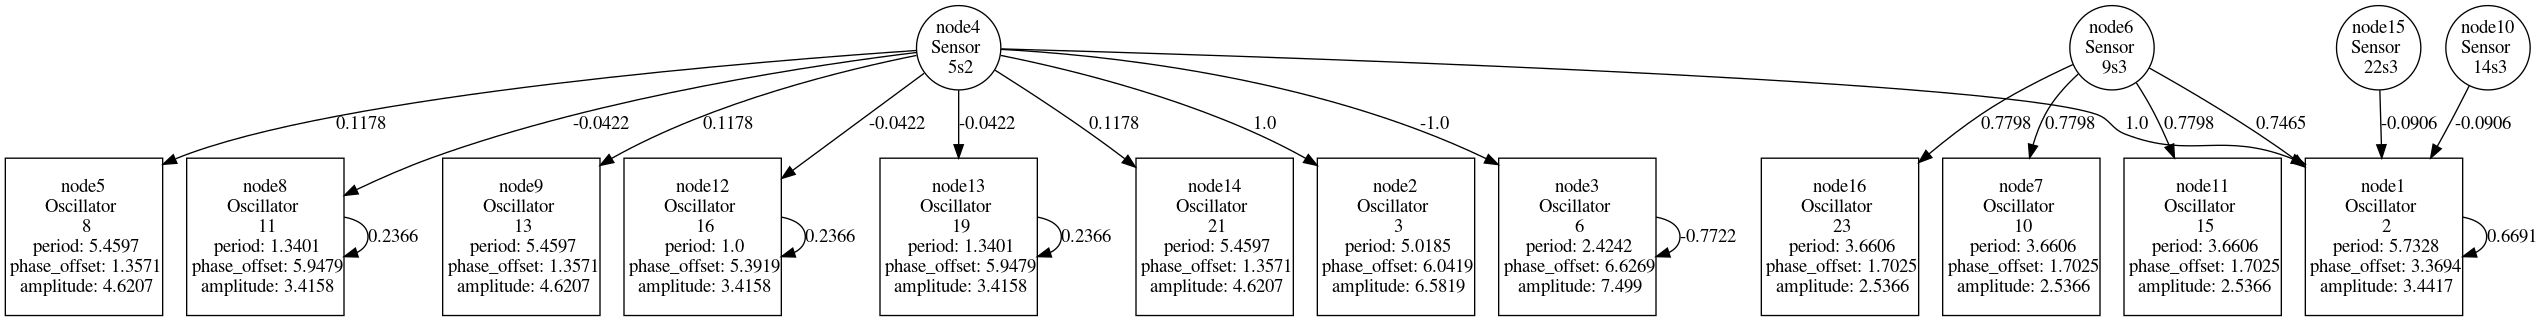 node4
Sensor
5s2
node6
Sensor
9s3
node15
Sensor
22s3
node10
Sensor
14s3
0.1178
-0.0422
0.1178
-0.0422
-0.0422
0.1178
1.0
-1.0
0.7798
0.7798
0.7798
0.7465
1.0
-0.0906
-0.0906
node5
Oscillator
8
period: 5.4597
phase_offset: 1.3571
amplitude: 4.6207
node8
Oscillator
11
period: 1.3401
phase_offset: 5.9479
amplitude: 3.4158
0.2366
node9
Oscillator
13
period: 5.4597
phase_offset: 1.3571
amplitude: 4.6207
node12
Oscillator
16
period: 1.0
phase_offset: 5.3919
amplitude: 3.4158
0.2366
node13
Oscillator
19
period: 1.3401
phase_offset: 5.9479
amplitude: 3.4158
0.2366
node14
Oscillator
21
period: 5.4597
phase_offset: 1.3571
amplitude: 4.6207
node2
Oscillator
3
period: 5.0185
phase_offset: 6.0419
amplitude: 6.5819
node3
Oscillator
6
period: 2.4242
phase_offset: 6.6269
amplitude: 7.499
-0.7722
node16
Oscillator
23
period: 3.6606
phase_offset: 1.7025
amplitude: 2.5366
node7
Oscillator
10
period: 3.6606
phase_offset: 1.7025
amplitude: 2.5366
node11
Oscillator
15
period: 3.6606
phase_offset: 1.7025
amplitude: 2.5366
node1
Oscillator
2
period: 5.7328
phase_offset: 3.3694
amplitude: 3.4417
0.6691